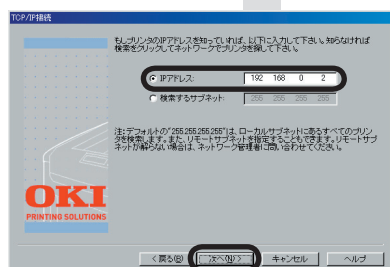 TCP/IP接続
もしプリンタのIPアドレスを知っていれば、以下に入力して下さい。知らなければ
検索をクリックしてネットワークでプリンタを探して下さい。
IPアドレス: 192 168 0 2
検索するサブネット: 255 255 255 255
注:デフォルトの"255.255.255.255"は、ローカルサブネットにあるすべてのプリン
タを検索します。また、リモートサブネットを指定することもできます。リモートサブ
ネットが解らない場合は、ネットワーク管理者に問い合わせてください。
OKI
PRINTING SOLUTIONS
< 戻る(B) 次へ(N) > キャンセル ヘルプ